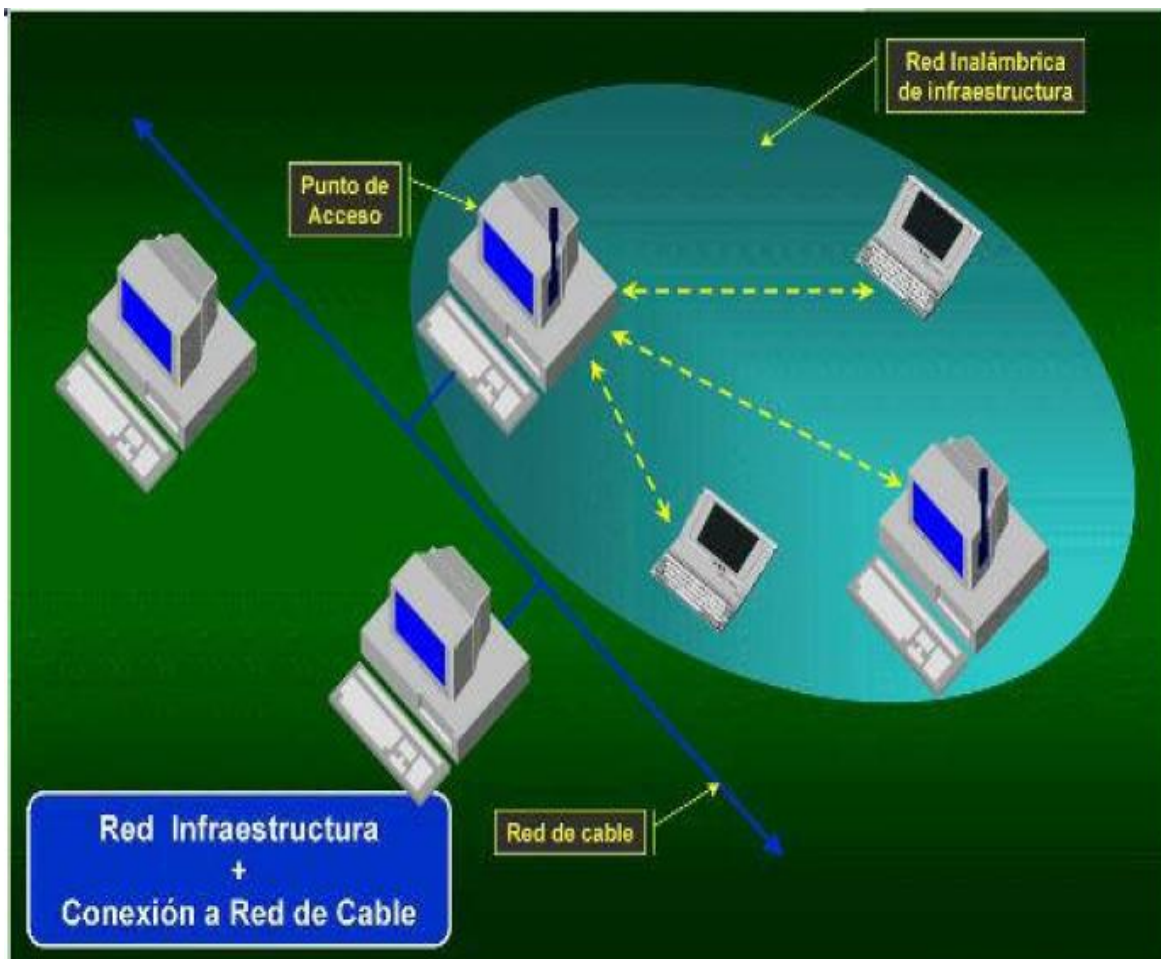 Red Inalámbrica
de infraestructura
Punto de
Acceso
Red de cable
Red Infraestructura
+
Conexión a Red de Cable